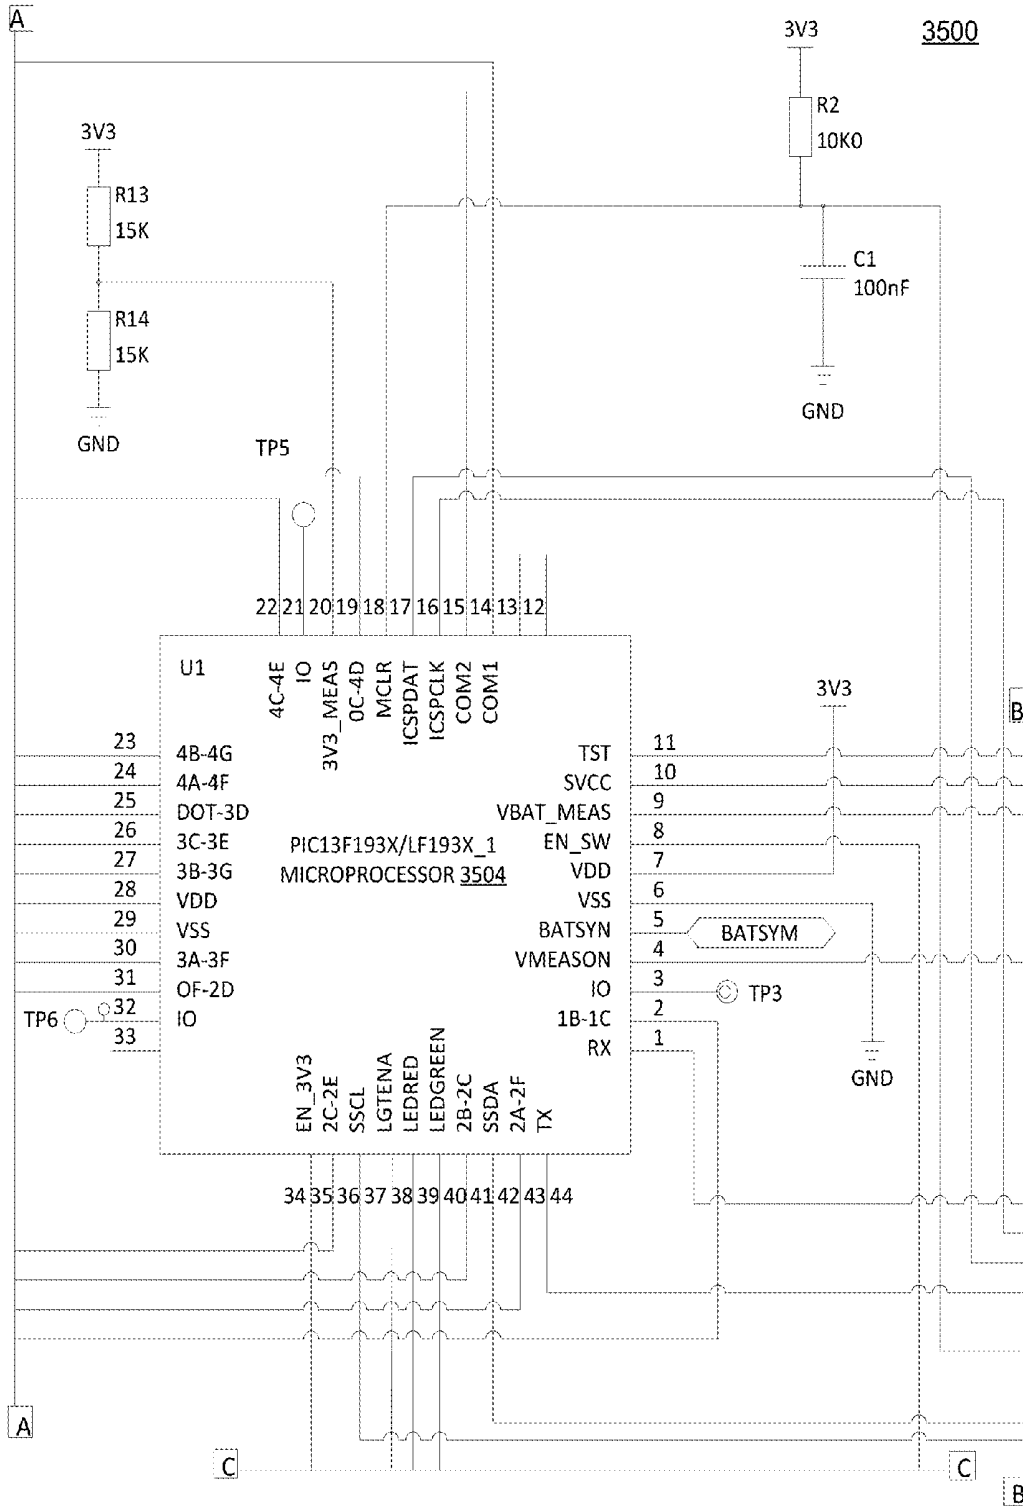 A
3500
3V3
R2
10K0
3V3
R13
15K
C1
100nF
R14
15K
GND
GND
TP5
22 21 20 19 18 17 16 15 14 13 12
U1
4C-4E
IO
3V3_MEAS
0C-4D
MCLR
ICSPDAT
ICSPCLK
COM2
COM1
3V3
B
23 4B-4G
24 4A-4F
25 DOT-3D
26 3C-3E
27 3B-3G
28 VDD
29 VSS
30 3A-3F
31 OF-2D
TP6 32 IO
33
PIC13F193X/LF193X_1
MICROPROCESSOR 3504
TST 11
SVCC 10
VBAT_MEAS 9
EN_SW 8
VDD 7
VSS 6
BATSYN 5 BATSYM
VMEASON 4
IO 3 TP3
1B-1C 2
RX 1
GND
EN_3V3
2C-2E
SSCL
LGTENA
LEDRED
LEDGREEN
2B-2C
SSDA
2A-2F
TX
34 35 36 37 38 39 40 41 42 43 44
A
C
C
B